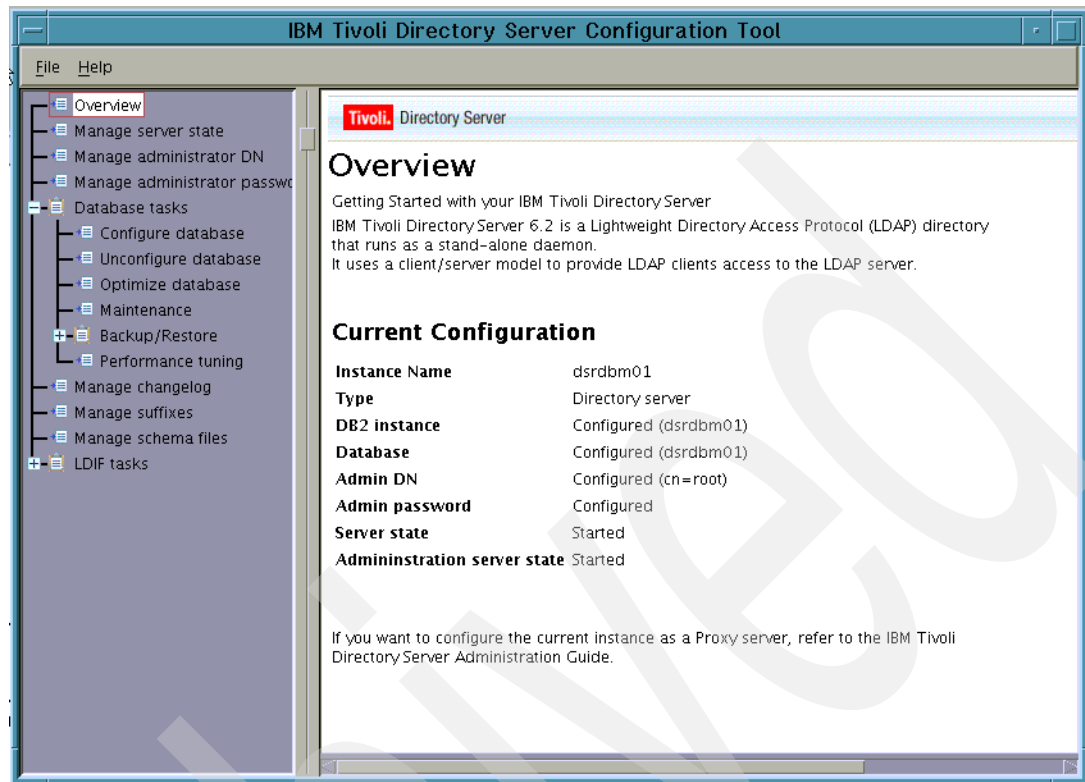 IBM Tivoli Directory Server Configuration Tool
File Help
Overview
Manage server state
Manage administrator DN
Manage administrator passwo
Database tasks
Configure database
Unconfigure database
Optimize database
Maintenance
Backup/Restore
Performance tuning
Manage changelog
Manage suffixes
Manage schema files
LDIF tasks
Tivoli. Directory Server
Overview
Getting Started with your IBM Tivoli Directory Server
IBM Tivoli Directory Server 6.2 is a Lightweight Directory Access Protocol (LDAP) directory
that runs as a stand-alone daemon.
It uses a client/server model to provide LDAP clients access to the LDAP server.
Current Configuration
Instance Name dsrdbm01
Type Directory server
DB2 instance Configured (dsrdbm01)
Database Configured (dsrdbm01)
Admin DN Configured (cn=root)
Admin password Configured
Server state Started
Admininstration server state Started
If you want to configure the current instance as a Proxy server, refer to the IBM Tivoli
Directory Server Administration Guide.